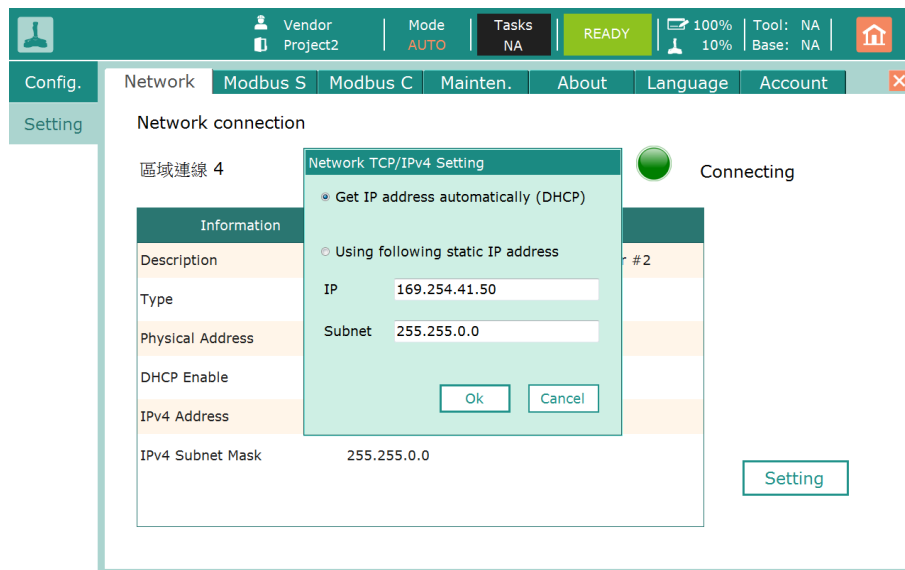 Vendor
Project2
Mode
AUTO
Tasks
NA
READY
100%
10%
Tool: NA
Base: NA
Config.
Network
Modbus S
Modbus C
Mainten.
About
Language
Account
Setting
Network connection
區域連線 4
Connecting
Network TCP/IPv4 Setting
Get IP address automatically (DHCP)
Using following static IP address
IP 169.254.41.50
Subnet 255.255.0.0
Ok Cancel
Information
Description #2
Type
Physical Address
DHCP Enable
IPv4 Address
IPv4 Subnet Mask 255.255.0.0
Setting